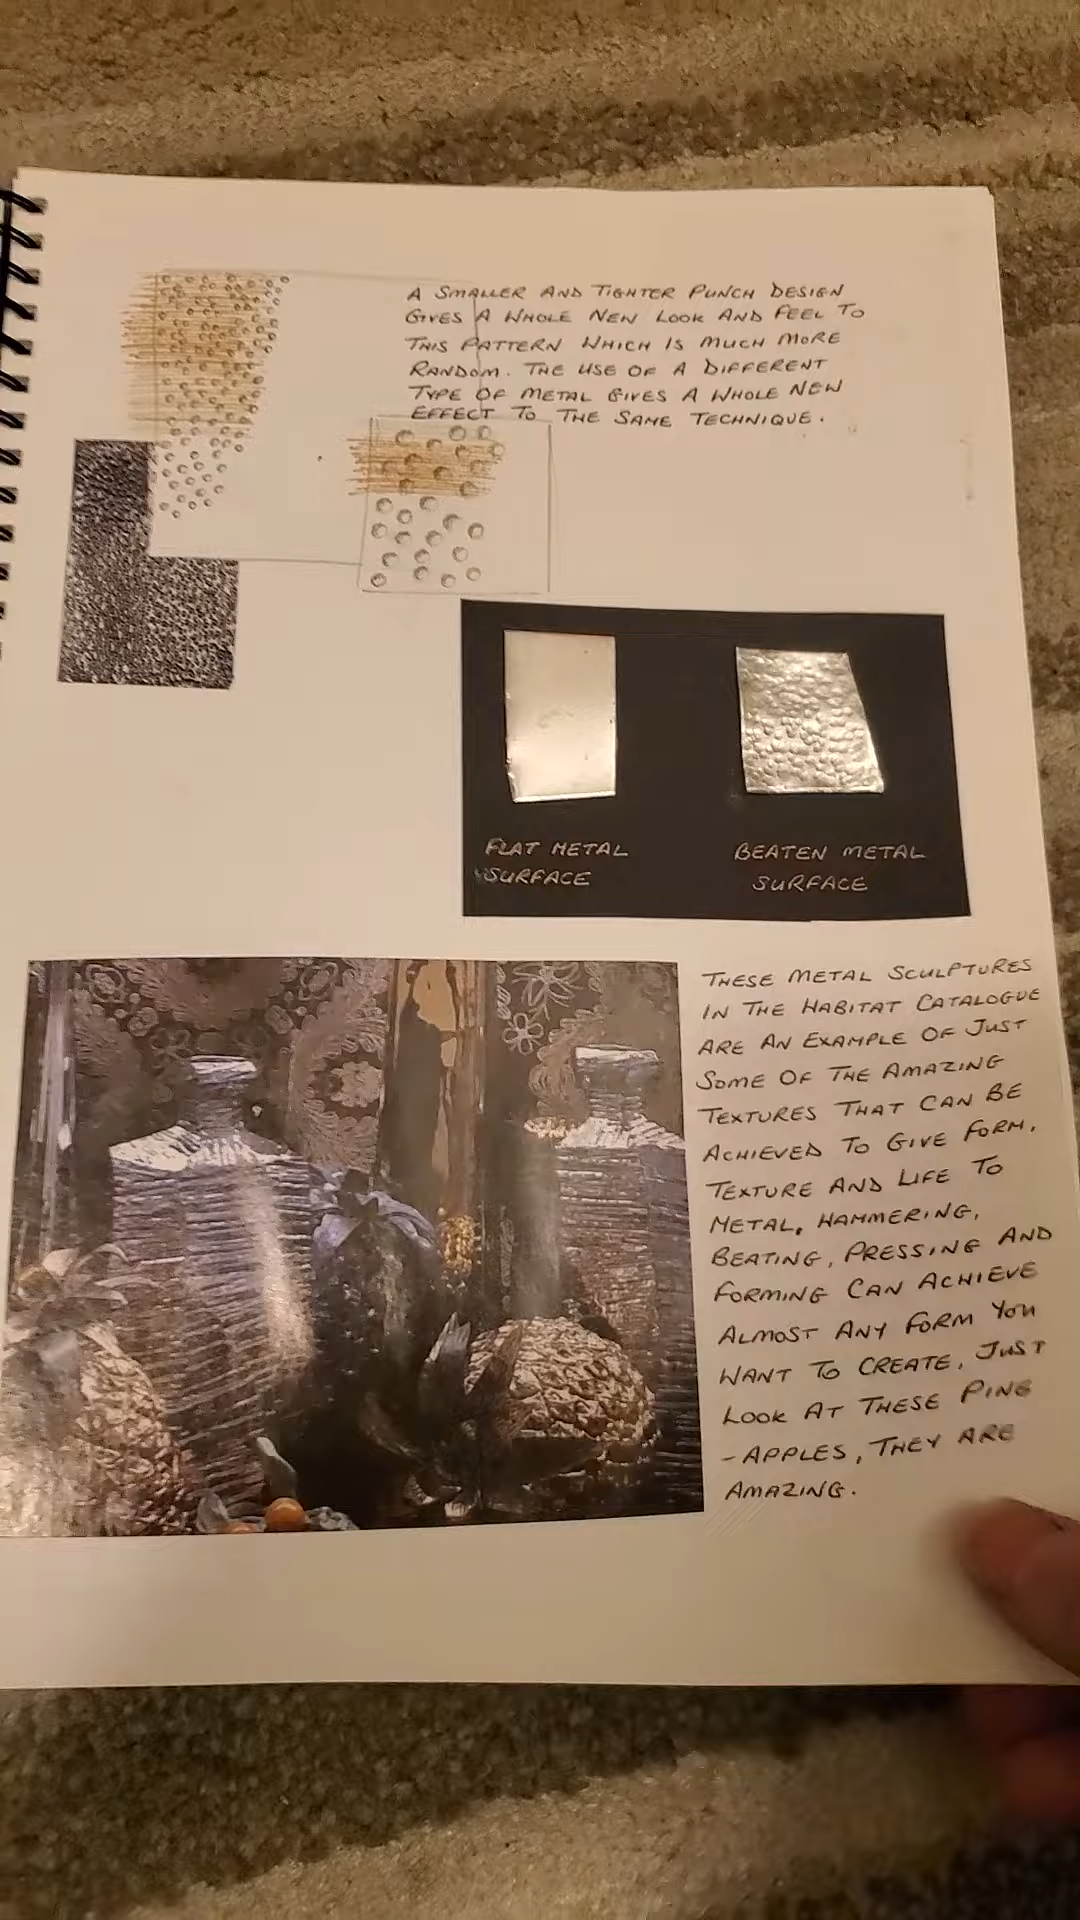 A SMALLER AND TIGHTER PUNCH DESIGN
GIVES A WHOLE NEW LOOK AND FEEL TO
THIS PATTERN WHICH IS MUCH MORE
RANDOM. THE USE OF A DIFFERENT
TYPE OF METAL GIVES A WHOLE NEW
EFFECT TO THE SAME TECHNIQUE.
FLAT METAL
SURFACE
BEATEN METAL
SURFACE
THESE METAL SCULPTURES
IN THE HABITAT CATALOGUE
ARE AN EXAMPLE OF JUST
SOME OF THE AMAZING
TEXTURES THAT CAN BE
ACHIEVED TO GIVE FORM,
TEXTURE AND LIFE TO
METAL. HAMMERING,
BEATING, PRESSING AND
FORMING CAN ACHIEVE
ALMOST ANY FORM YOU
WANT TO CREATE, JUST
LOOK AT THESE PINE
-APPLES, THEY ARE
AMAZING.